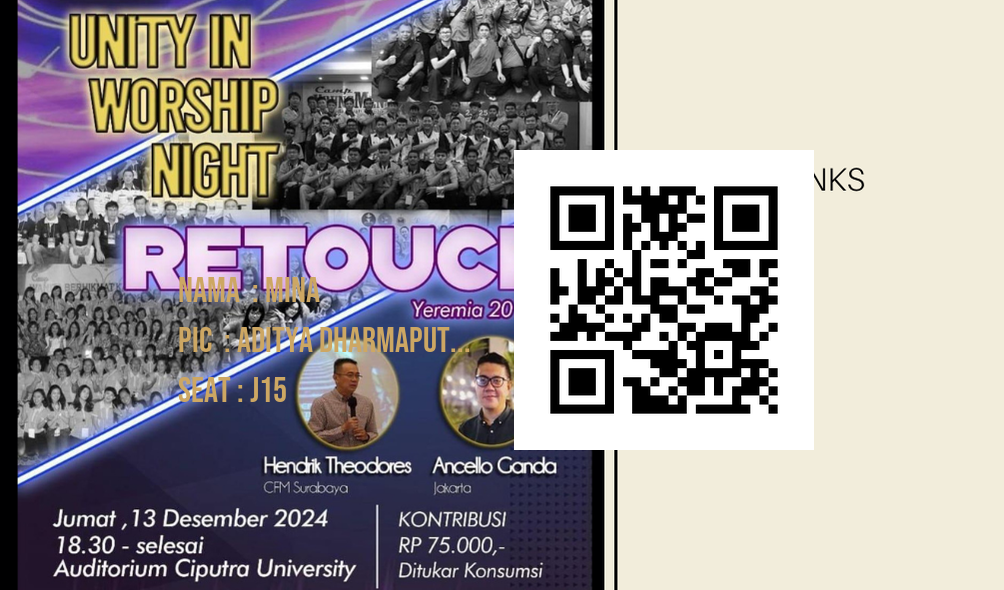 UNITY IN
WORSHIP
NIGHT
Camp
RETOUC
Yeremia 20
NAMA : MINA
PIC : ADITYA DHARMAPUT...
SEAT : J15
Hendrik Theodores
CFM Surabaya
Ancello Ganda
Jakarta
Jumat ,13 Desember 2024
18.30 - selesai
Auditorium Ciputra University
KONTRIBUSI
RP 75.000,-
Ditukar Konsumsi
NKS